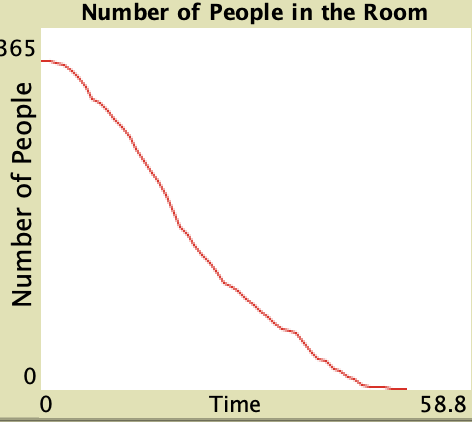 Number of People in the Room
365
Number of People
0
0 Time 58.8